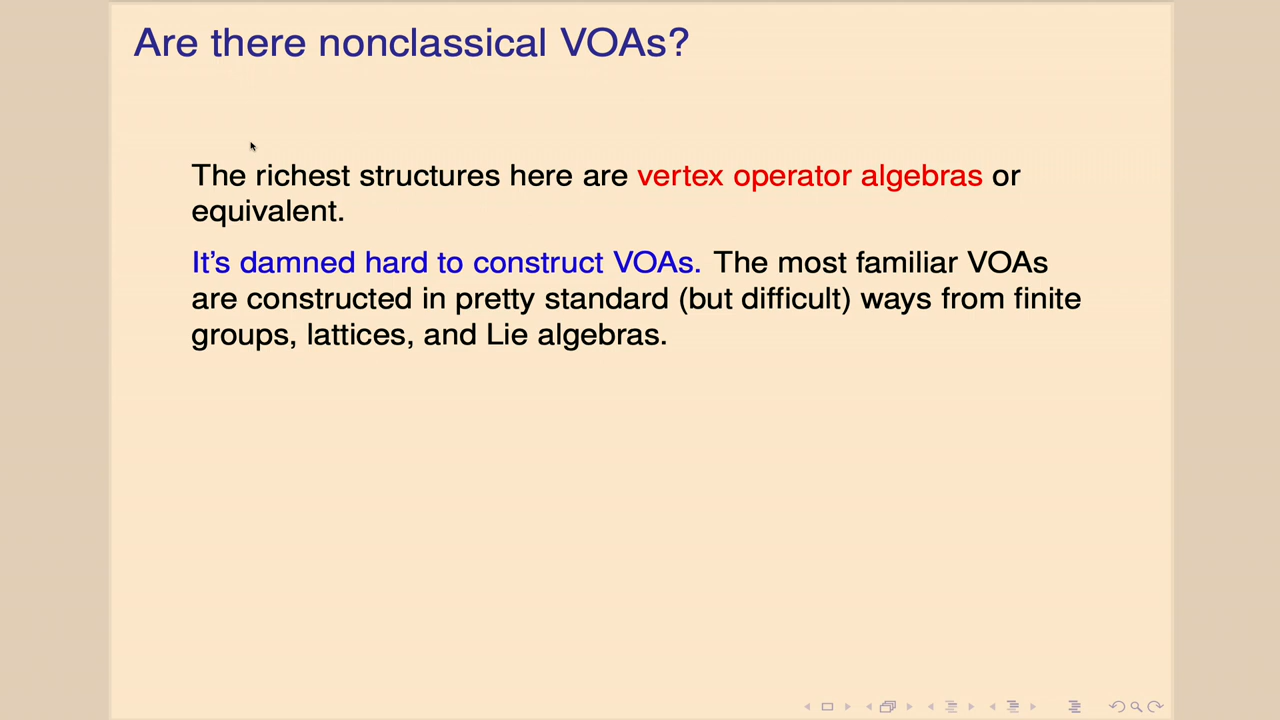 Are there nonclassical VOAs?
The richest structures here are vertex operator algebras or
equivalent.
It's damned hard to construct VOAs. The most familiar VOAs
are constructed in pretty standard (but difficult) ways from finite
groups, lattices, and Lie algebras.